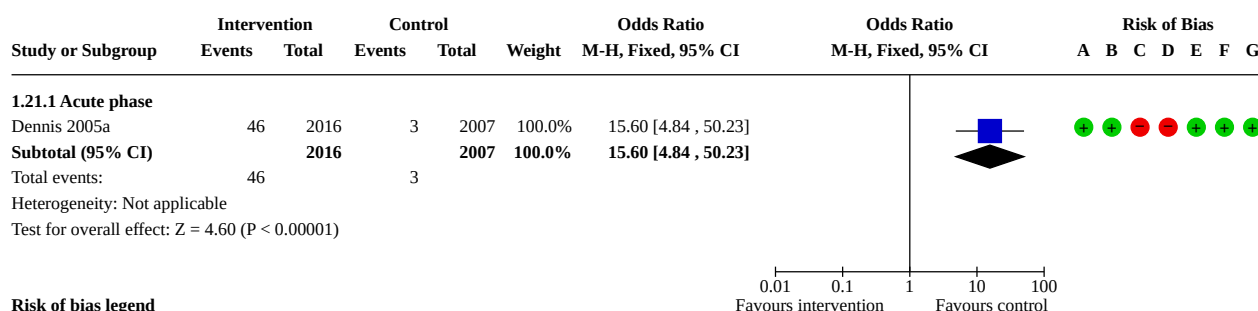 Intervention Control Odds Ratio Odds Ratio Risk of Bias
Study or Subgroup Events Total Events Total Weight M-H, Fixed, 95% CI M-H, Fixed, 95% CI A B C D E F G
1.21.1 Acute phase
Dennis 2005a 46 2016 3 2007 100.0% 15.60 [4.84 , 50.23] + + − − + + +
Subtotal (95% CI) 2016 2007 100.0% 15.60 [4.84 , 50.23]
Total events: 46 3
Heterogeneity: Not applicable
Test for overall effect: Z = 4.60 (P < 0.00001)
0.01 0.1 1 10 100
Favours intervention Favours control
Risk of bias legend